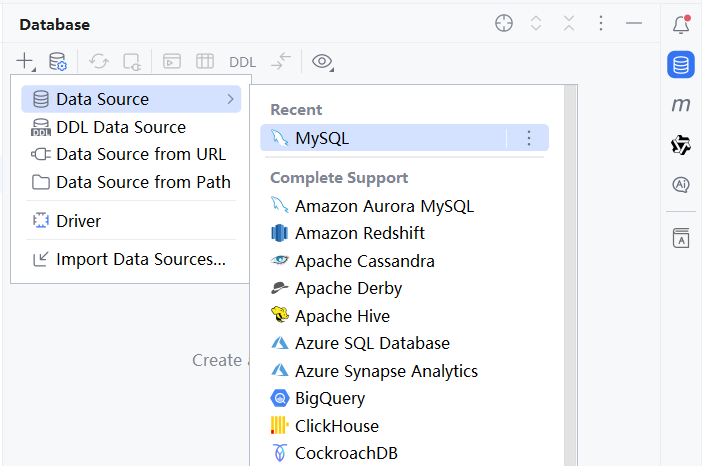 Database
DDL
Data Source
DDL Data Source
Data Source from URL
Data Source from Path
Driver
Import Data Sources...
Create
Recent
MySQL
Complete Support
Amazon Aurora MySQL
Amazon Redshift
Apache Cassandra
Apache Derby
Apache Hive
Azure SQL Database
Azure Synapse Analytics
BigQuery
ClickHouse
CockroachDB
m
Ai
A